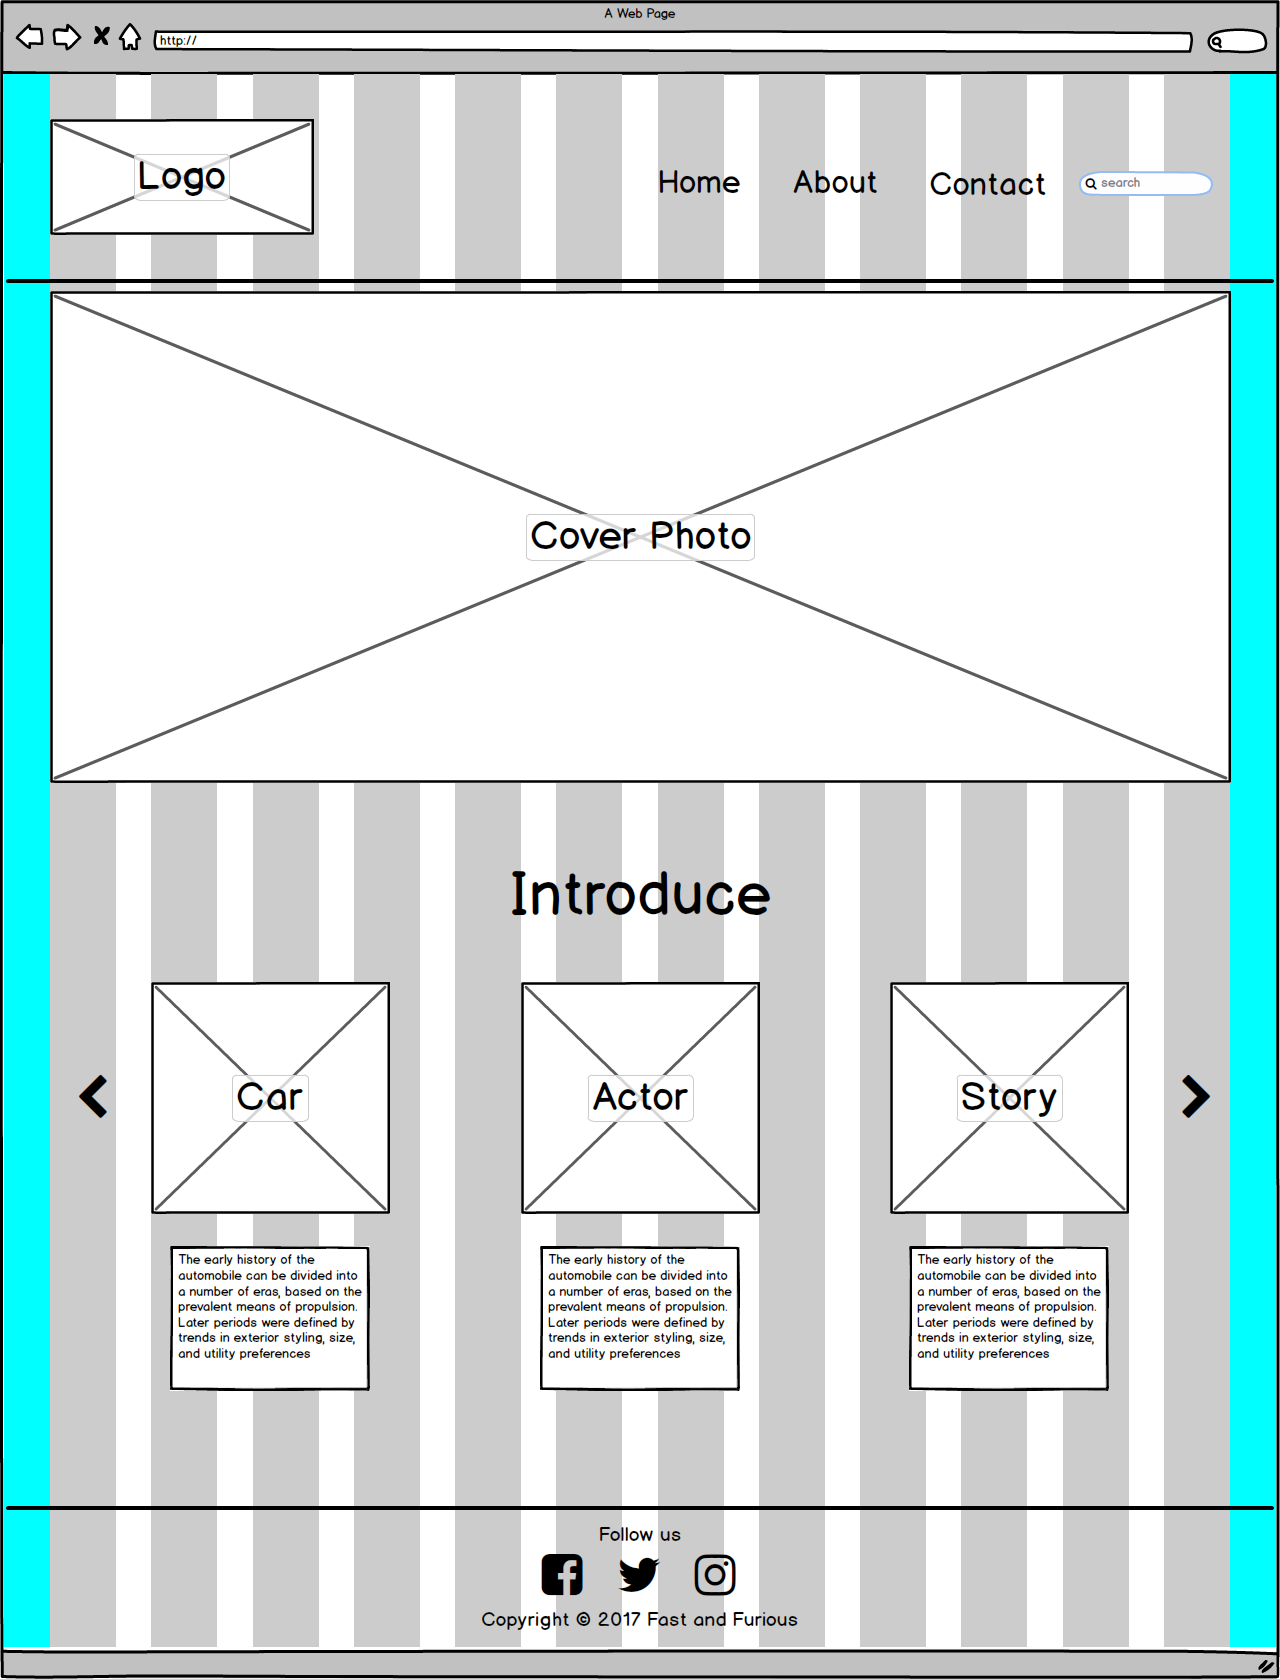 A Web Page
http://
Logo
Home About Contact search
Cover Photo
Introduce
Car
Actor
Story
The early history of the
automobile can be divided into
a number of eras, based on the
prevalent means of propulsion.
Later periods were defined by
trends in exterior styling, size,
and utility preferences
The early history of the
automobile can be divided into
a number of eras, based on the
prevalent means of propulsion.
Later periods were defined by
trends in exterior styling, size,
and utility preferences
The early history of the
automobile can be divided into
a number of eras, based on the
prevalent means of propulsion.
Later periods were defined by
trends in exterior styling, size,
and utility preferences
Follow us
Copyright © 2017 Fast and Furious